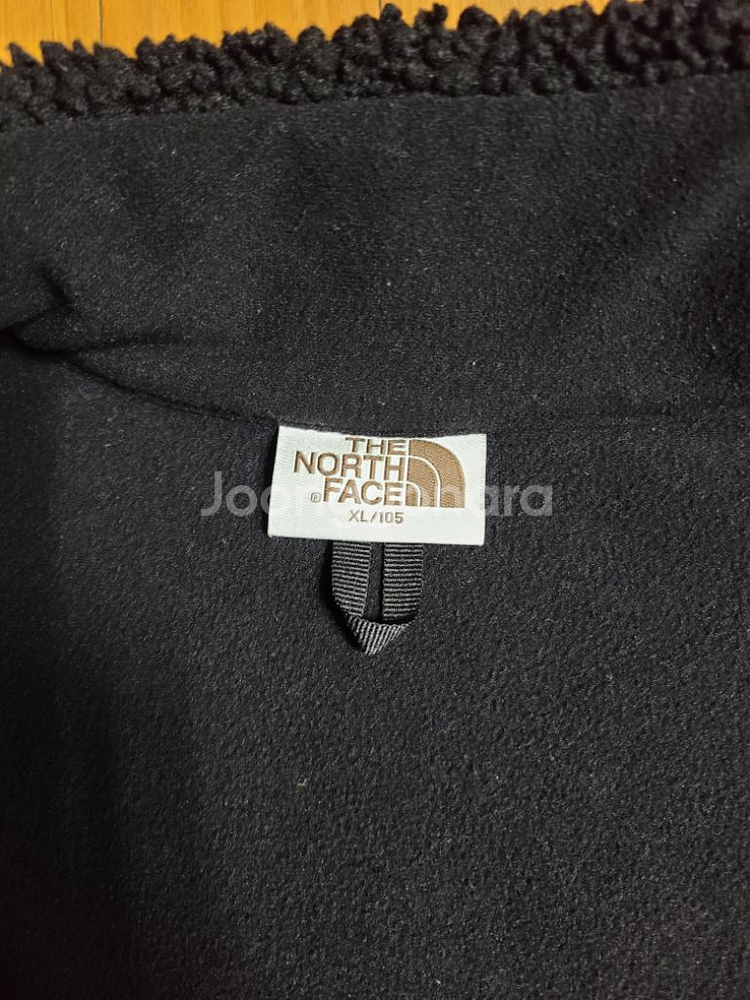 THE
NORTH
® FACE
XL/105